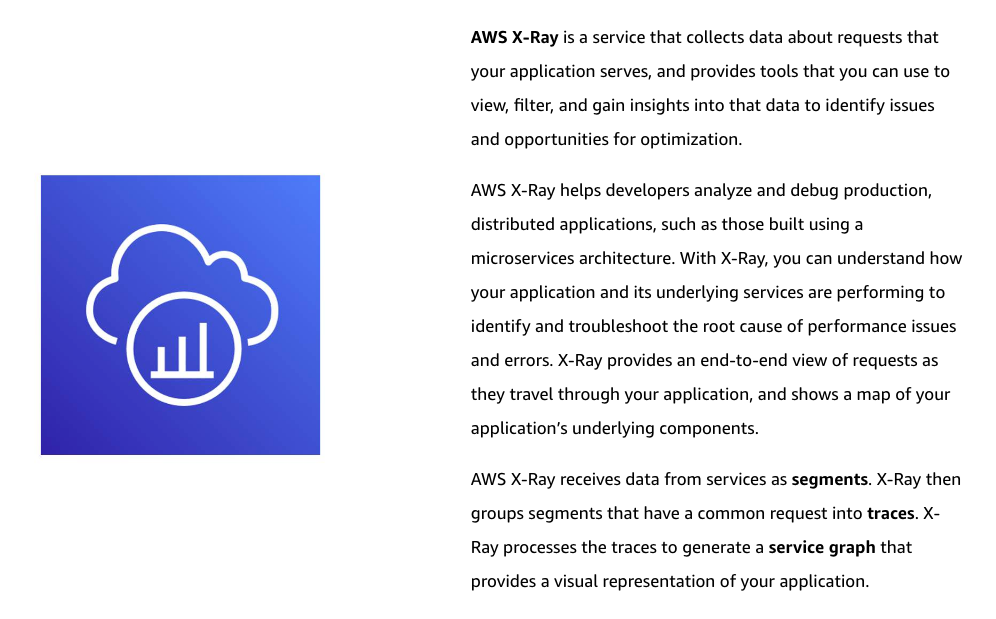 AWS X-Ray is a service that collects data about requests that
your application serves, and provides tools that you can use to
view, filter, and gain insights into that data to identify issues
and opportunities for optimization.
AWS X-Ray helps developers analyze and debug production,
distributed applications, such as those built using a
microservices architecture. With X-Ray, you can understand how
your application and its underlying services are performing to
identify and troubleshoot the root cause of performance issues
and errors. X-Ray provides an end-to-end view of requests as
they travel through your application, and shows a map of your
application’s underlying components.
AWS X-Ray receives data from services as segments. X-Ray then
groups segments that have a common request into traces. X-
Ray processes the traces to generate a service graph that
provides a visual representation of your application.